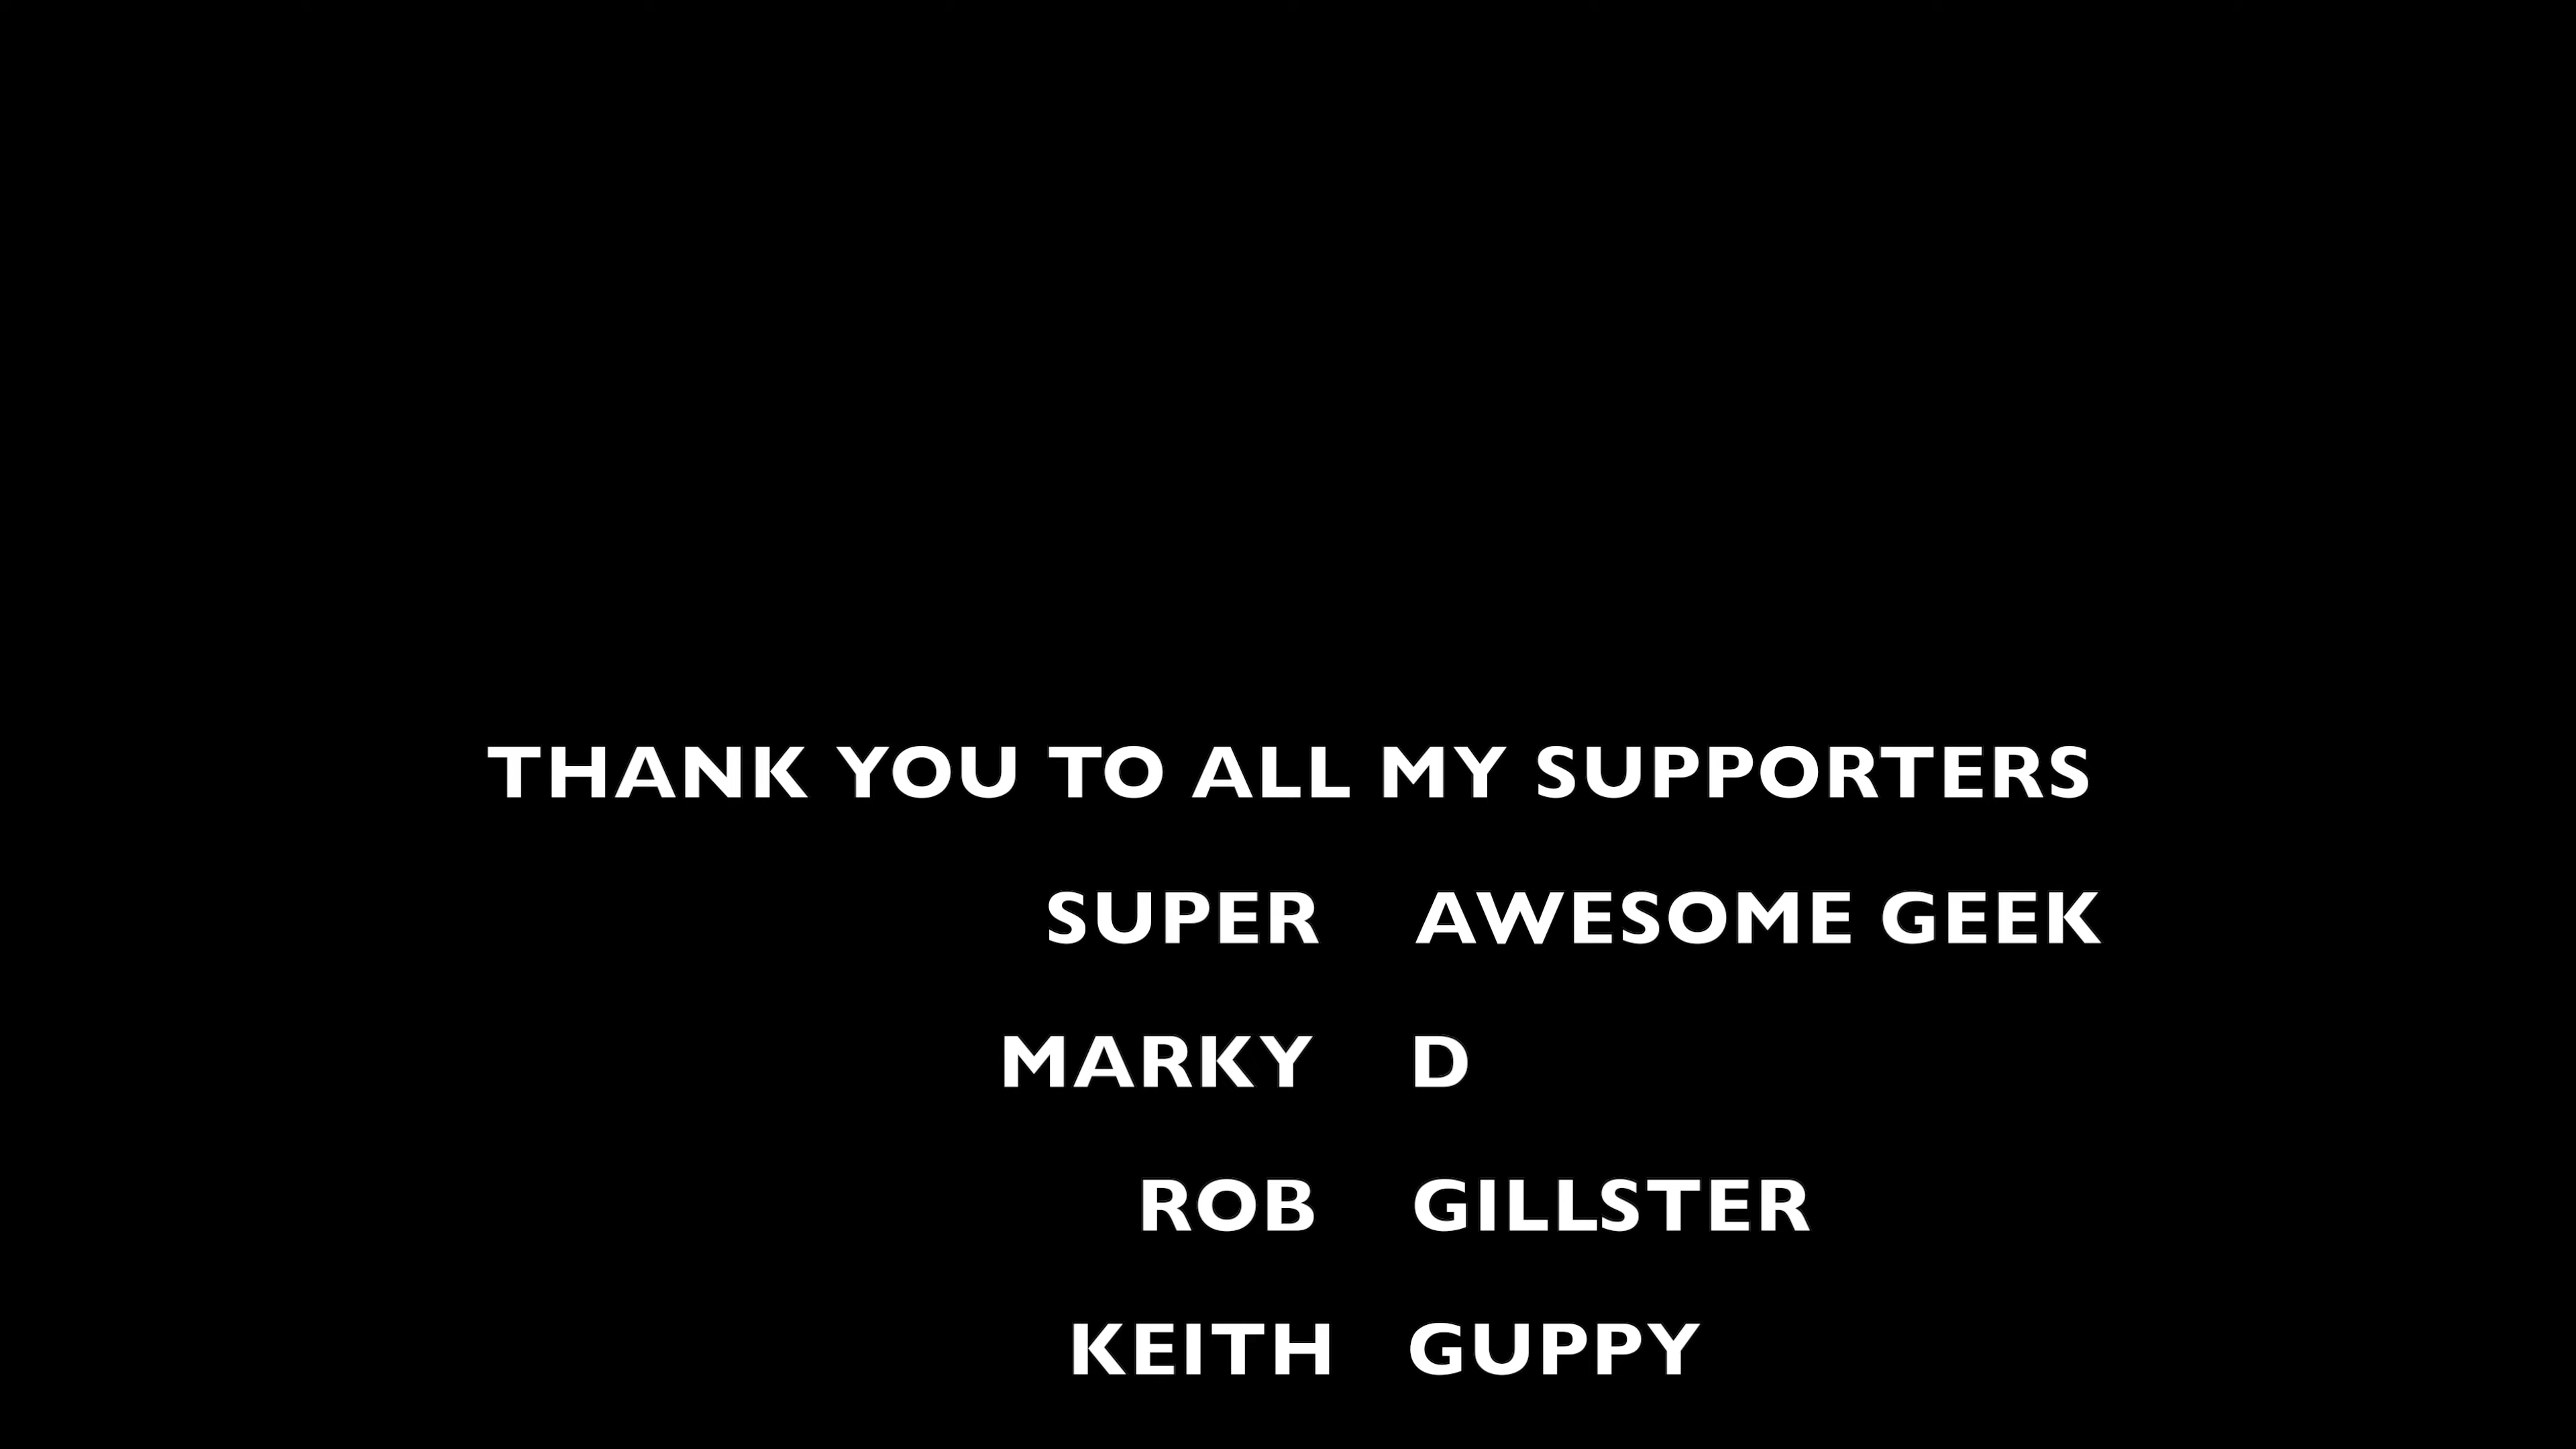 THANK YOU TO ALL MY SUPPORTERS
SUPER AWESOME GEEK
MARKY D
ROB GILLSTER
KEITH GUPPY